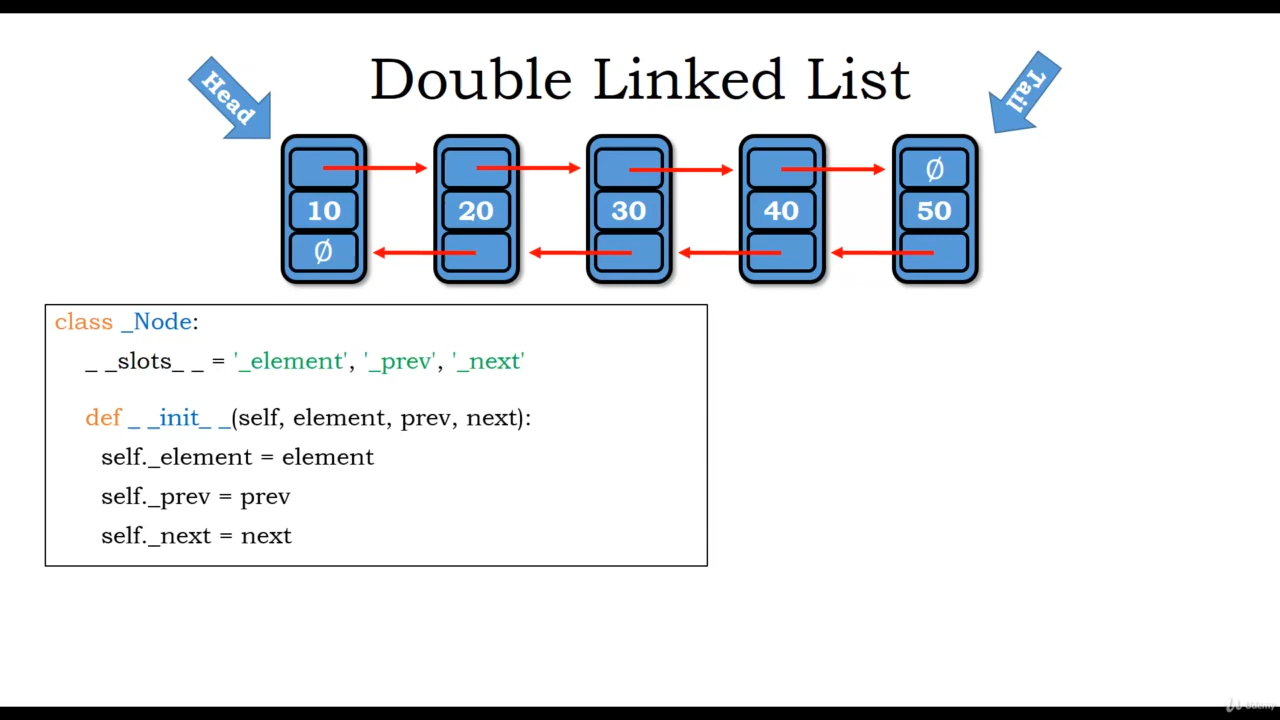 Double Linked List
Head
Tail
Ø
10 20 30 40 50
Ø
class _Node:
_ _slots_ _ = '_element', '_prev', '_next'
def _ _init_ _(self, element, prev, next):
self._element = element
self._prev = prev
self._next = next
Udemy